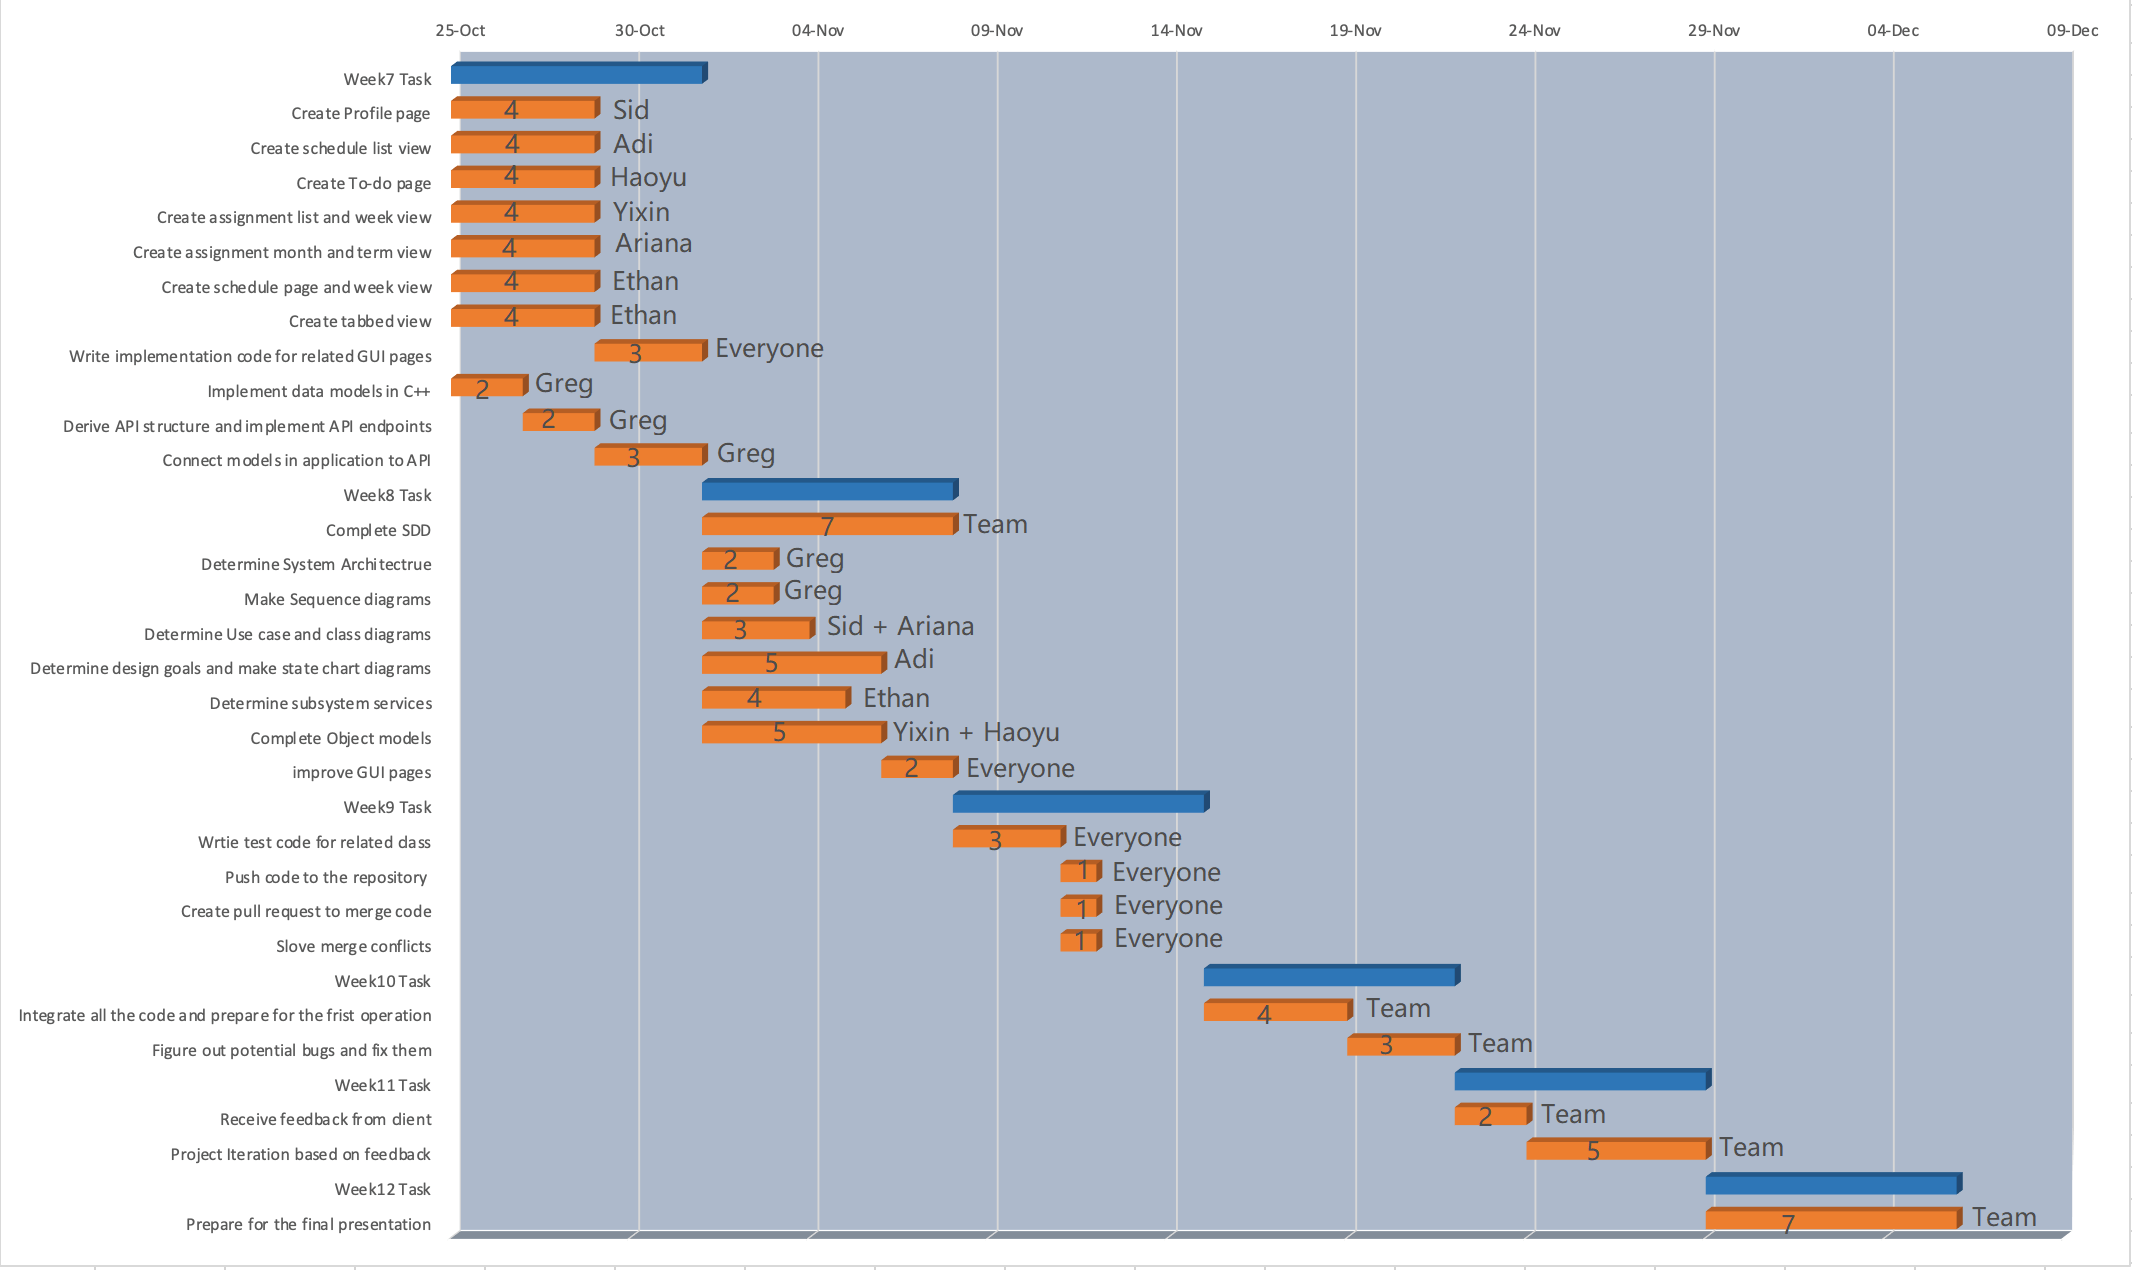 25-Oct 30-Oct 04-Nov 09-Nov 14-Nov 19-Nov 24-Nov 29-Nov 04-Dec 09-Dec
Week7 Task
Create Profile page 4 Sid
Create schedule list view 4 Adi
Create To-do page 4 Haoyu
Create assignment list and week view 4 Yixin
Create assignment month and term view 4 Ariana
Create schedule page and week view 4 Ethan
Create tabbed view 4 Ethan
Write implementation code for related GUI pages 3 Everyone
Implement data models in C++ 2 Greg
Derive API structure and implement API endpoints 2 Greg
Connect models in application to API 3 Greg
Week8 Task
Complete SDD 7 Team
Determine System Architectrue 2 Greg
Make Sequence diagrams 2 Greg
Determine Use case and class diagrams 3 Sid + Ariana
Determine design goals and make state chart diagrams 5 Adi
Determine subsystem services 4 Ethan
Complete Object models 5 Yixin + Haoyu
improve GUI pages 2 Everyone
Week9 Task
Wrtie test code for related class 3 Everyone
Push code to the repository 1 Everyone
Create pull request to merge code 1 Everyone
Slove merge conflicts 1 Everyone
Week10 Task
Integrate all the code and prepare for the frist operation 4 Team
Figure out potential bugs and fix them 3 Team
Week11 Task
Receive feedback from client 2 Team
Project Iteration based on feedback 5 Team
Week12 Task
Prepare for the final presentation 7 Team